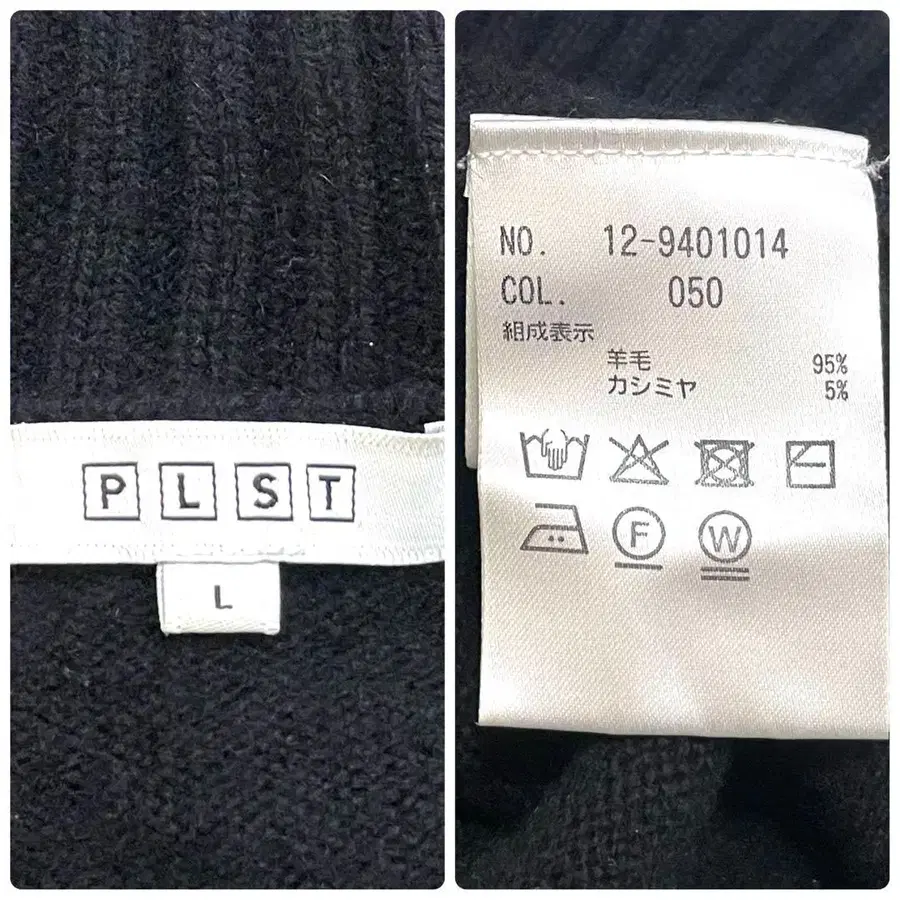 PLST
L
NO. 12-9401014
COL. 050
組成表示
羊毛 95%
カシミヤ 5%
F W